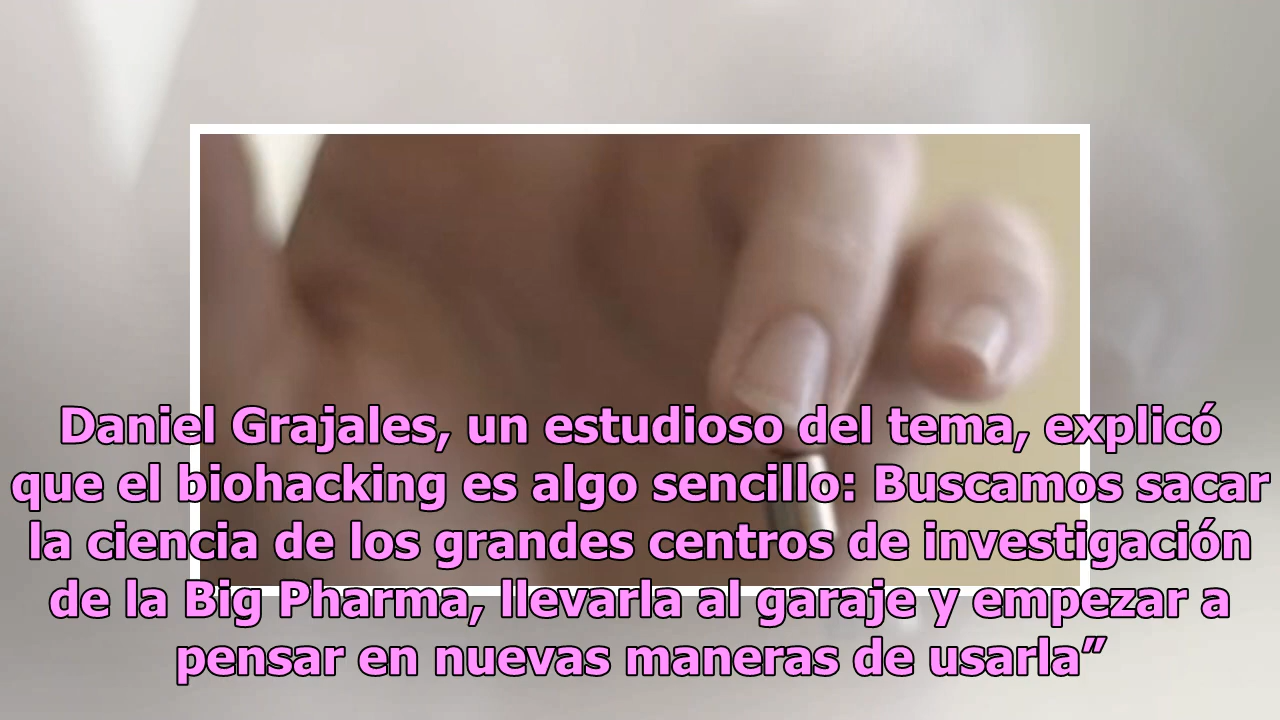 Daniel Grajales, un estudioso del tema, explicó
que el biohacking es algo sencillo: Buscamos sacar
la ciencia de los grandes centros de investigación
de la Big Pharma, llevarla al garaje y empezar a
pensar en nuevas maneras de usarla”